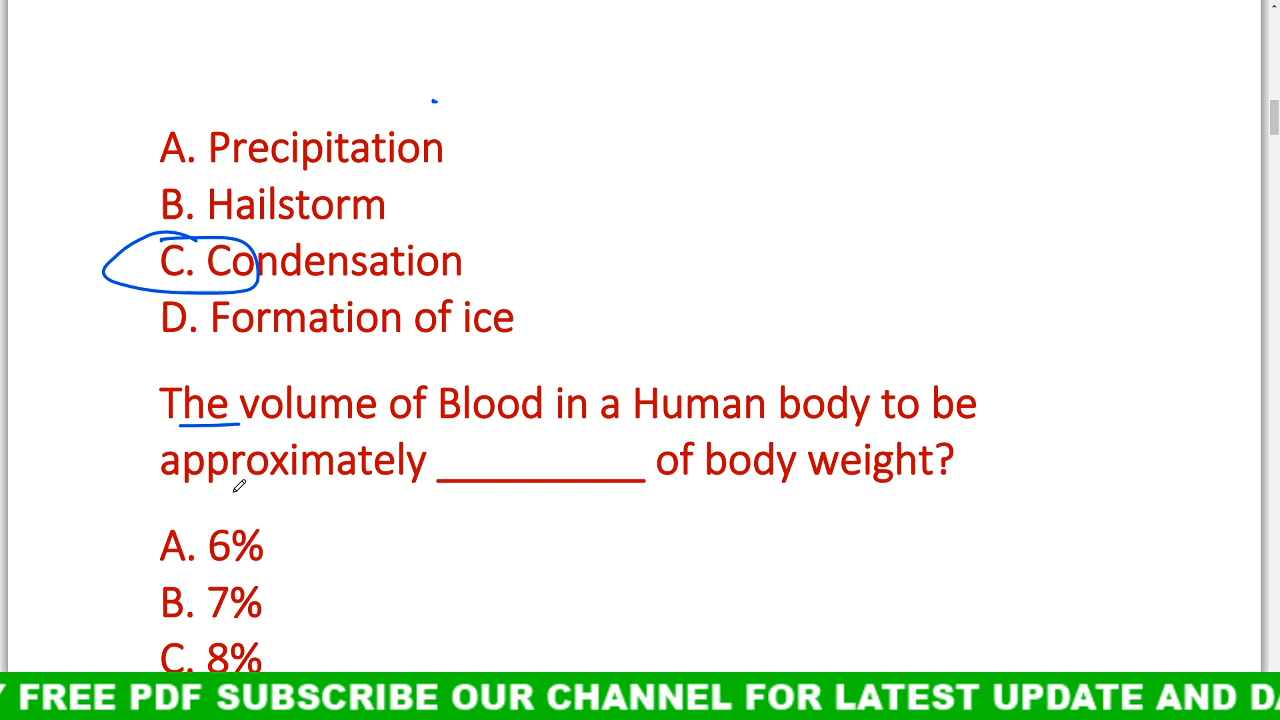 A. Precipitation
B. Hailstorm
C. Condensation
D. Formation of ice
The volume of Blood in a Human body to be
approximately __________ of body weight?
A. 6%
B. 7%
C. 8%
FREE PDF SUBSCRIBE OUR CHANNEL FOR LATEST UPDATE AND